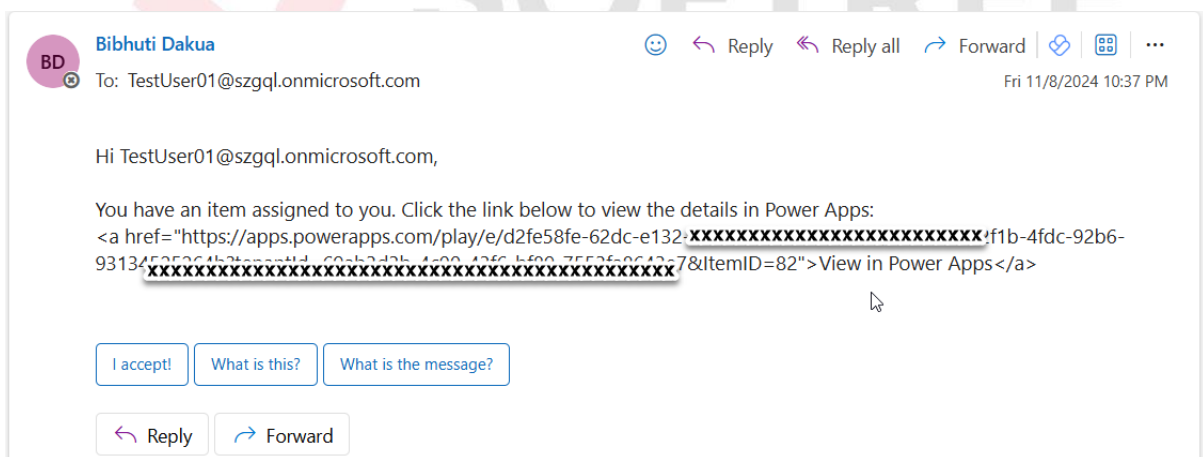 BD
Bibhuti Dakua
Reply
Reply all
Forward
To: TestUser01@szgql.onmicrosoft.com
Fri 11/8/2024 10:37 PM
Hi TestUser01@szgql.onmicrosoft.com,
You have an item assigned to you. Click the link below to view the details in Power Apps:
<a href="https://apps.powerapps.com/play/e/d2fe58fe-62dc-e132-xxxxxxxxxxxxxxxxxxxxxxxxxf1b-4fdc-92b6-
93134xxxxxxxxxxxxxxxxxxxxxxxxxxxxxxxxxxxxxxxxxxxxx7&ItemID=82">View in Power Apps</a>
I accept!
What is this?
What is the message?
Reply
Forward